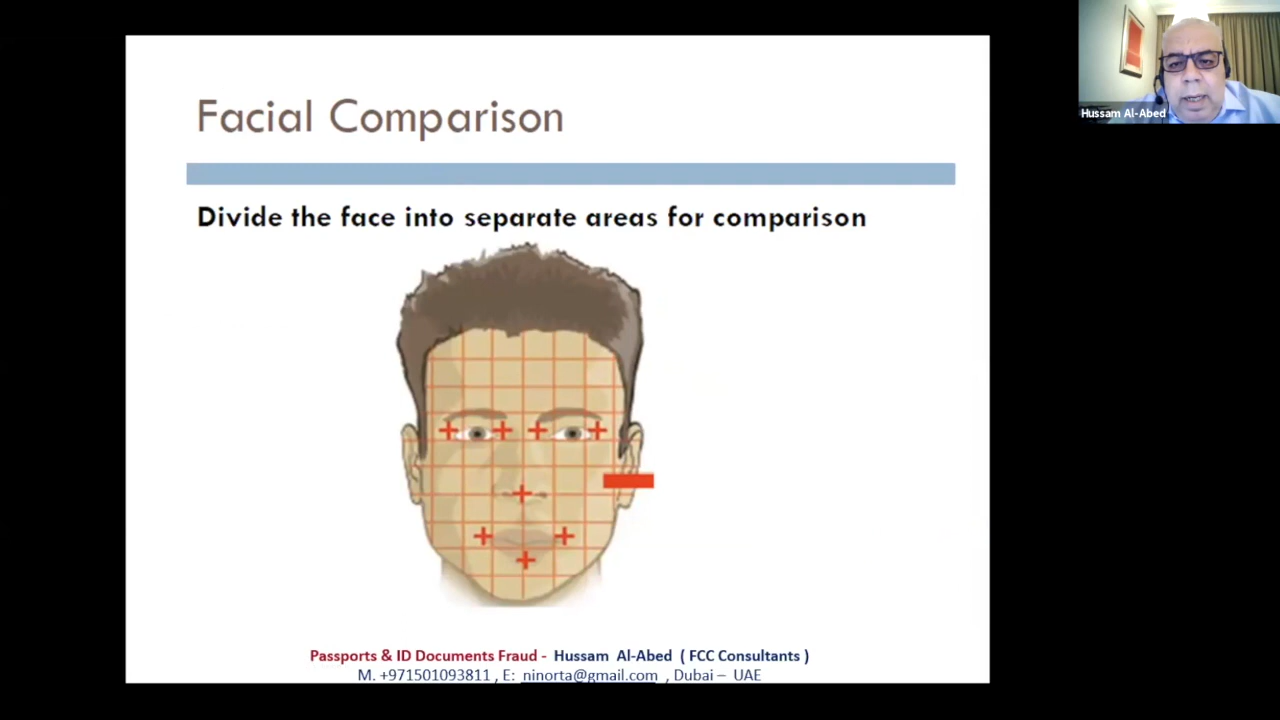 Facial Comparison
Divide the face into separate areas for comparison
Passports & ID Documents Fraud - Hussam Al-Abed ( FCC Consultants )
M. +971501093811 , E: ninorta@gmail.com , Dubai – UAE
Hussam Al-Abed